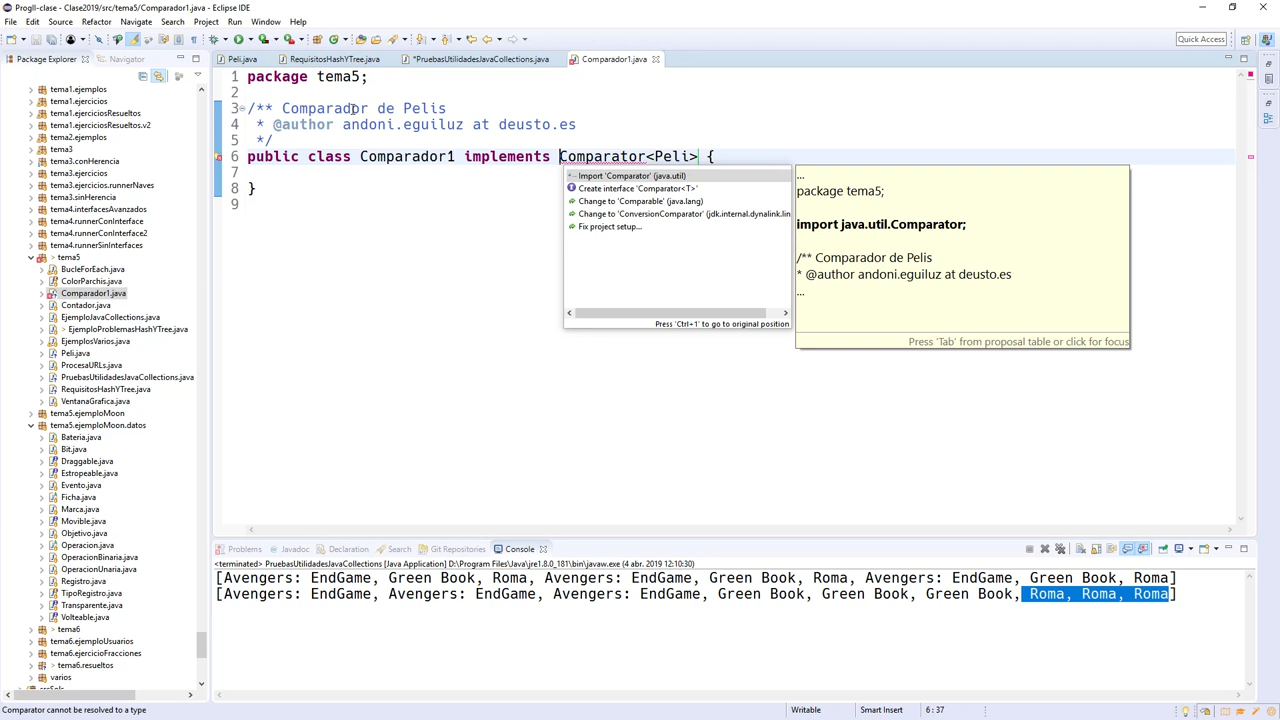 ProgII-clase - Clase2019/src/tema5/Comparador1.java - Eclipse IDE
File Edit Source Refactor Navigate Search Project Run Window Help
Quick Access
Package Explorer
Navigator
Peli.java
RequisitosHashYTree.java
*PruebasUtilidadesJavaCollections.java
Comparador1.java
tema1.ejemplos
tema1.ejercicios
tema1.ejerciciosResueltos
tema1.ejerciciosResueltos.v2
tema2.ejemplos
tema3
tema3.conHerencia
tema3.ejercicios
tema3.ejercicios.runnerNaves
tema3.sinHerencia
tema4.interfacesAvanzados
tema4.runnerConInterface
tema4.runnerConInterface2
tema4.runnerSinInterfaces
> tema5
BucleForEach.java
ColorParchis.java
Comparador1.java
Contador.java
EjemploJavaCollections.java
> EjemploProblemasHashYTree.java
EjemplosVarios.java
Peli.java
ProcesaURLs.java
PruebasUtilidadesJavaCollections.java
RequisitosHashYTree.java
VentanaGrafica.java
tema5.ejemploMoon
tema5.ejemploMoon.datos
Bateria.java
Bit.java
Draggable.java
Estropeable.java
Evento.java
Ficha.java
Marca.java
Movible.java
Objetivo.java
Operacion.java
OperacionBinaria.java
OperacionUnaria.java
Registro.java
TipoRegistro.java
Transparente.java
Volteable.java
tema6
tema6.ejemploUsuarios
tema6.ejemploFracciones
> tema6.resueltos
varios
1 package tema5;
2
3 /** Comparador de Pelis
4 * @author andoni.eguiluz at deusto.es
5 */
6 public class Comparador1 implements Comparator<Peli> {
7
8 }
9
Import 'Comparator' (java.util)
Create interface 'Comparator<T>'
Change to 'Comparable' (java.lang)
Change to 'ConversionComparator' (jdk.internal.dynalink.lin
Fix project setup...
Press 'Ctrl+1' to go to original position
...
package tema5;
import java.util.Comparator;
/** Comparador de Pelis
* @author andoni.eguiluz at deusto.es
...
Press 'Tab' from proposal table or click for focus
Problems
Javadoc
Declaration
Search
Git Repositories
Console
<terminated> PruebasUtilidadesJavaCollections [Java Application] D:\Program Files\Java\jre1.8.0_181\bin\javaw.exe (4 abr. 2019 12:10:30)
[Avengers: EndGame, Green Book, Roma, Avengers: EndGame, Green Book, Roma, Avengers: EndGame, Green Book, Roma]
[Avengers: EndGame, Avengers: EndGame, Avengers: EndGame, Green Book, Green Book, Green Book, Roma, Roma, Roma]
Comparator cannot be resolved to a type
Writable
Smart Insert
6 : 37